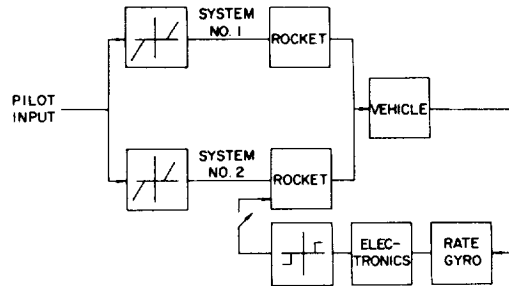 SYSTEM
NO. 1
ROCKET
PILOT
INPUT
VEHICLE
SYSTEM
NO. 2
ROCKET
ELEC-
TRONICS
RATE
GYRO